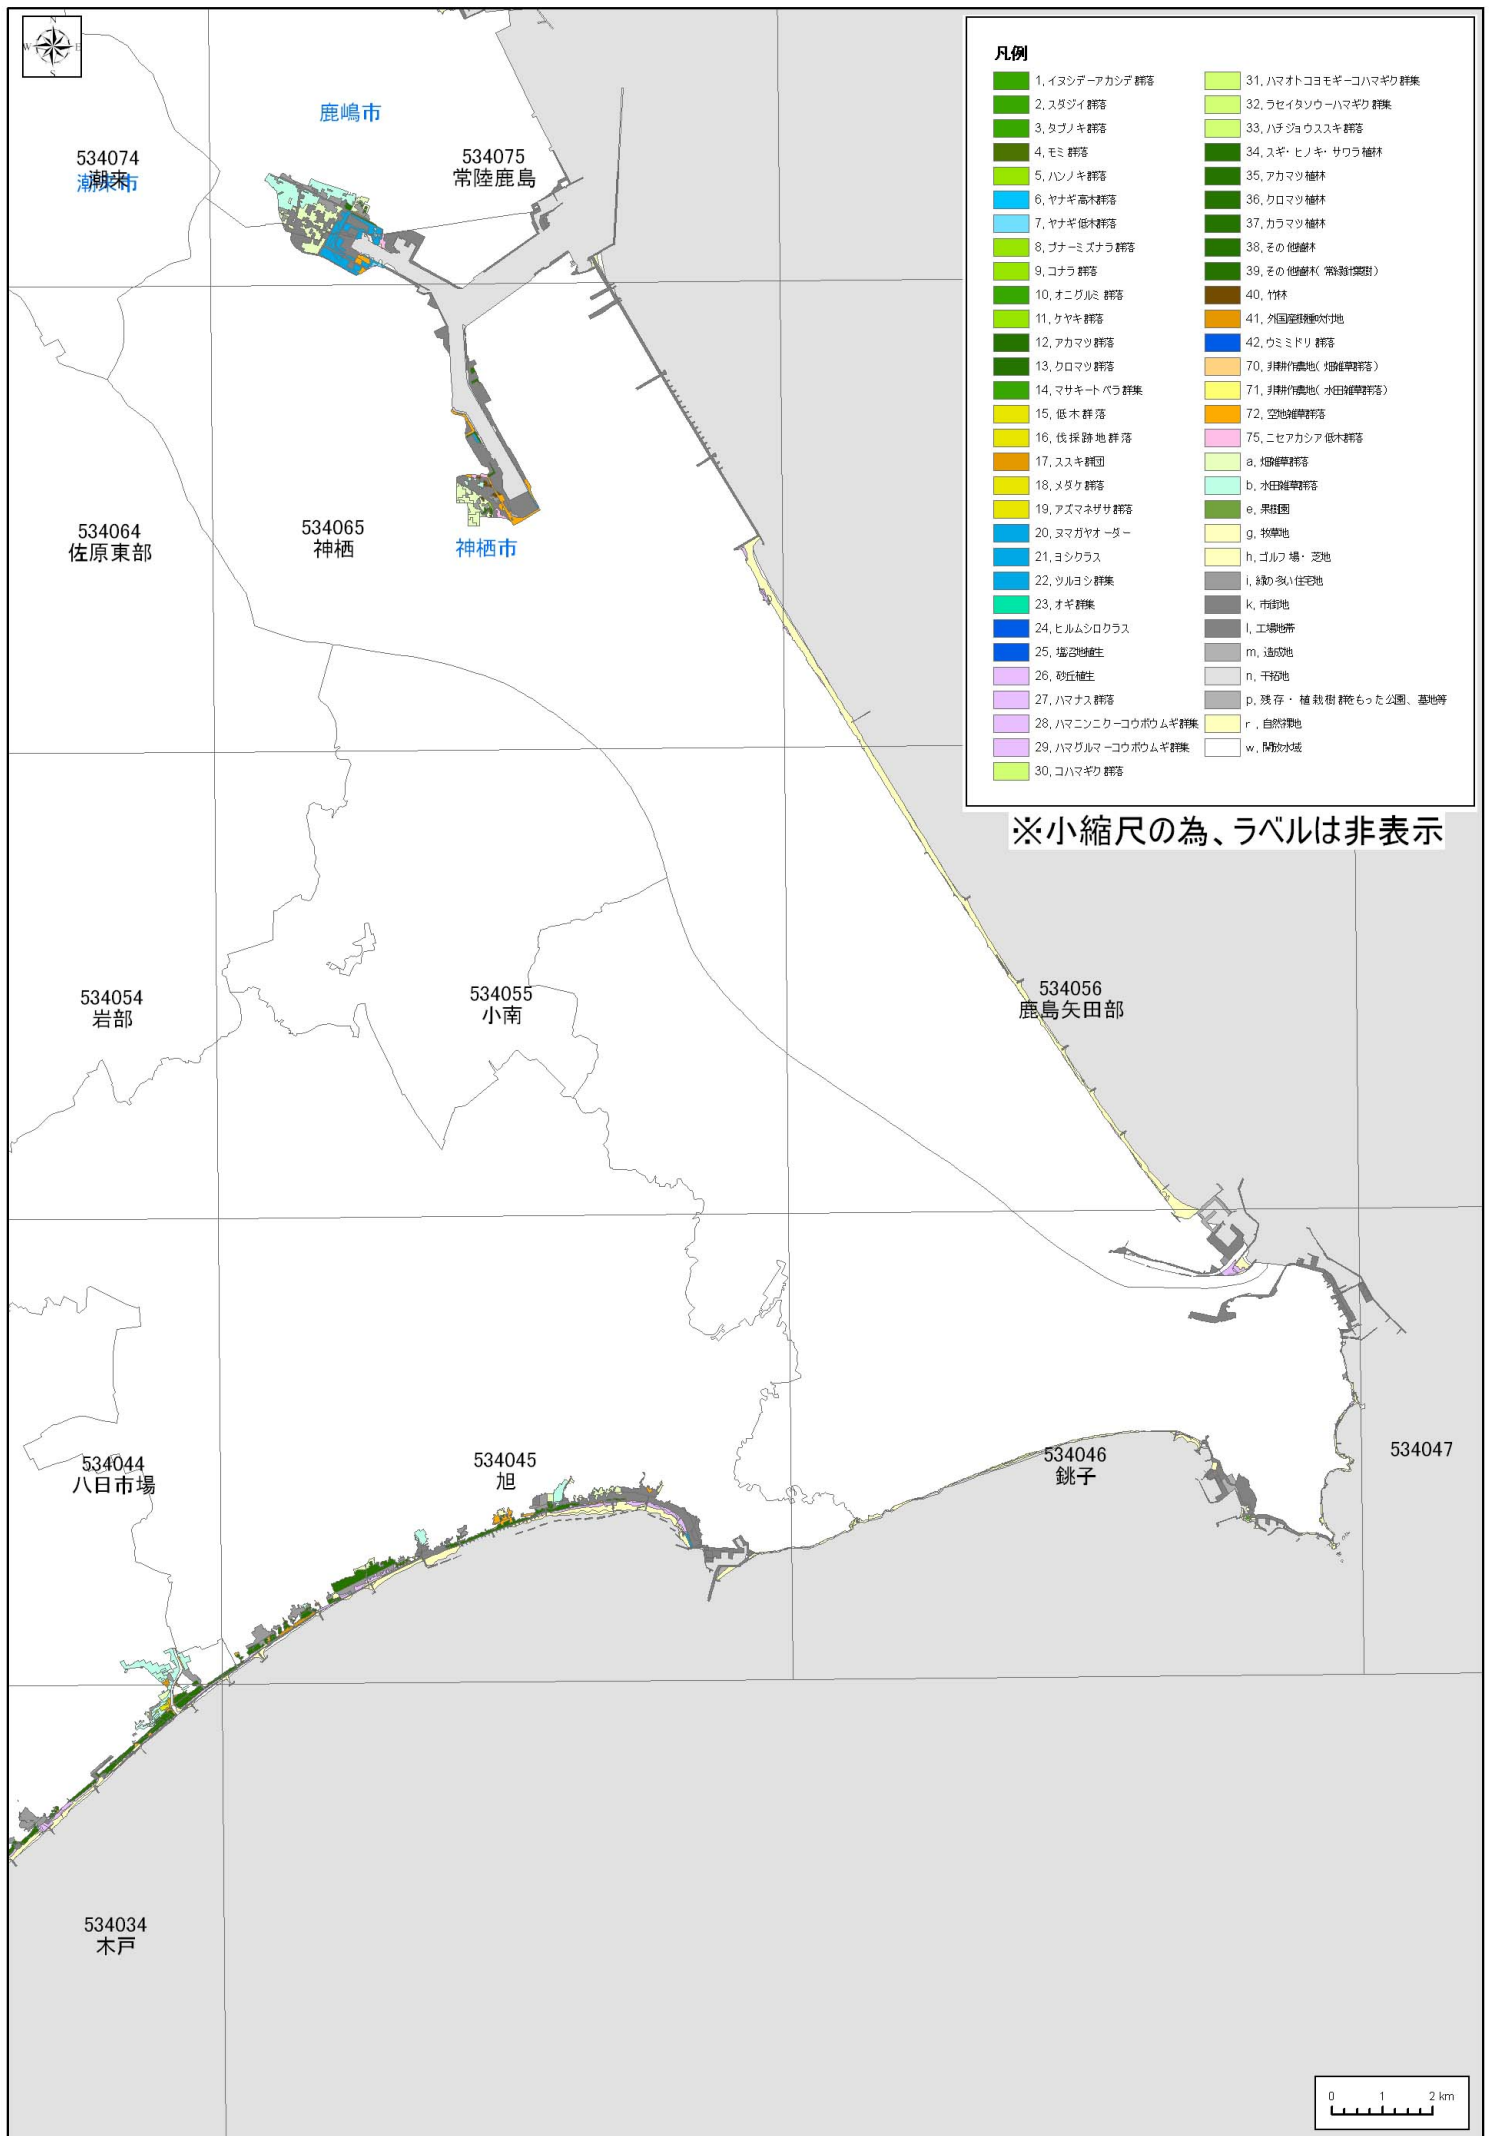 N
W E
S
鹿嶋市
534074
潮来
潮来市
534075
常陸鹿島
534064
佐原東部
534065
神栖
神栖市
534054
岩部
534055
小南
534056
鹿島矢田部
534044
八日市場
534045
旭
534046
銚子
534047
534034
木戸
凡例
1, イヌシデーアカシデ群落
2, スダジイ群落
3, タブノキ群落
4, モミ群落
5, ハンノキ群落
6, ヤナギ高木群落
7, ヤナギ低木群落
8, ブナーミズナラ群落
9, コナラ群落
10, オニグルミ群落
11, ケヤキ群落
12, アカマツ群落
13, クロマツ群落
14, マサキートベラ群集
15, 低木群落
16, 伐採跡地群落
17, ススキ群団
18, メダケ群落
19, アズマネザサ群落
20, ヌマガヤオーダー
21, ヨシクラス
22, ツルヨシ群集
23, オギ群集
24, ヒルムシロクラス
25, 塩沼地植生
26, 砂丘植生
27, ハマナス群落
28, ハマニンニクーコウボウムギ群集
29, ハマグルマーコウボウムギ群集
30, コハマギク群落
31, ハマオトコヨモギーコハマギク群集
32, ラセイタソウーハマギク群集
33, ハチジョウススキ群落
34, スギ・ヒノキ・サワラ植林
35, アカマツ植林
36, クロマツ植林
37, カラマツ植林
38, その他植林
39, その他植林(常緑針葉樹)
40, 竹林
41, 外国産樹種吹付地
42, ウミミドリ群落
70, 非耕作農地(畑雑草群落)
71, 非耕作農地(水田雑草群落)
72, 空地雑草群落
75, ニセアカシア低木群落
a, 畑雑草群落
b, 水田雑草群落
e, 果樹園
g, 牧草地
h, ゴルフ場・芝地
i, 緑の多い住宅地
k, 市街地
l, 工場地帯
m, 造成地
n, 干拓地
p, 残存・植栽樹群をもった公園、墓地等
r, 自然裸地
w, 開放水域
※小縮尺の為、ラベルは非表示
0 1 2 km